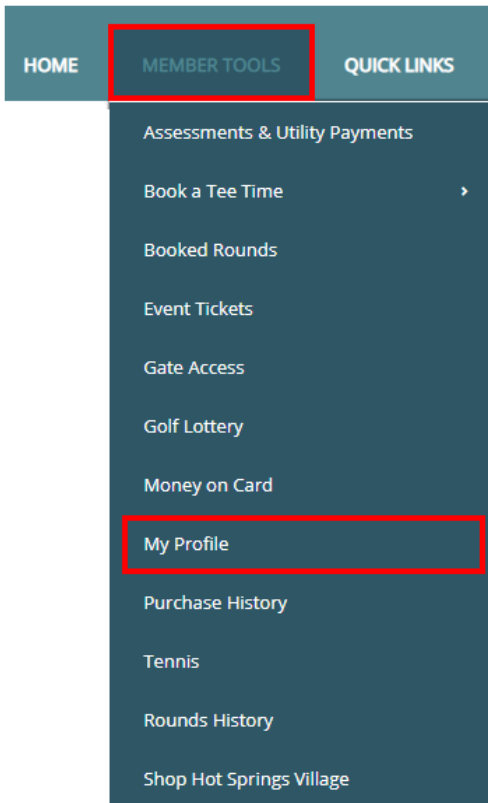 HOME MEMBER TOOLS QUICK LINKS
Assessments & Utility Payments
Book a Tee Time
Booked Rounds
Event Tickets
Gate Access
Golf Lottery
Money on Card
My Profile
Purchase History
Tennis
Rounds History
Shop Hot Springs Village